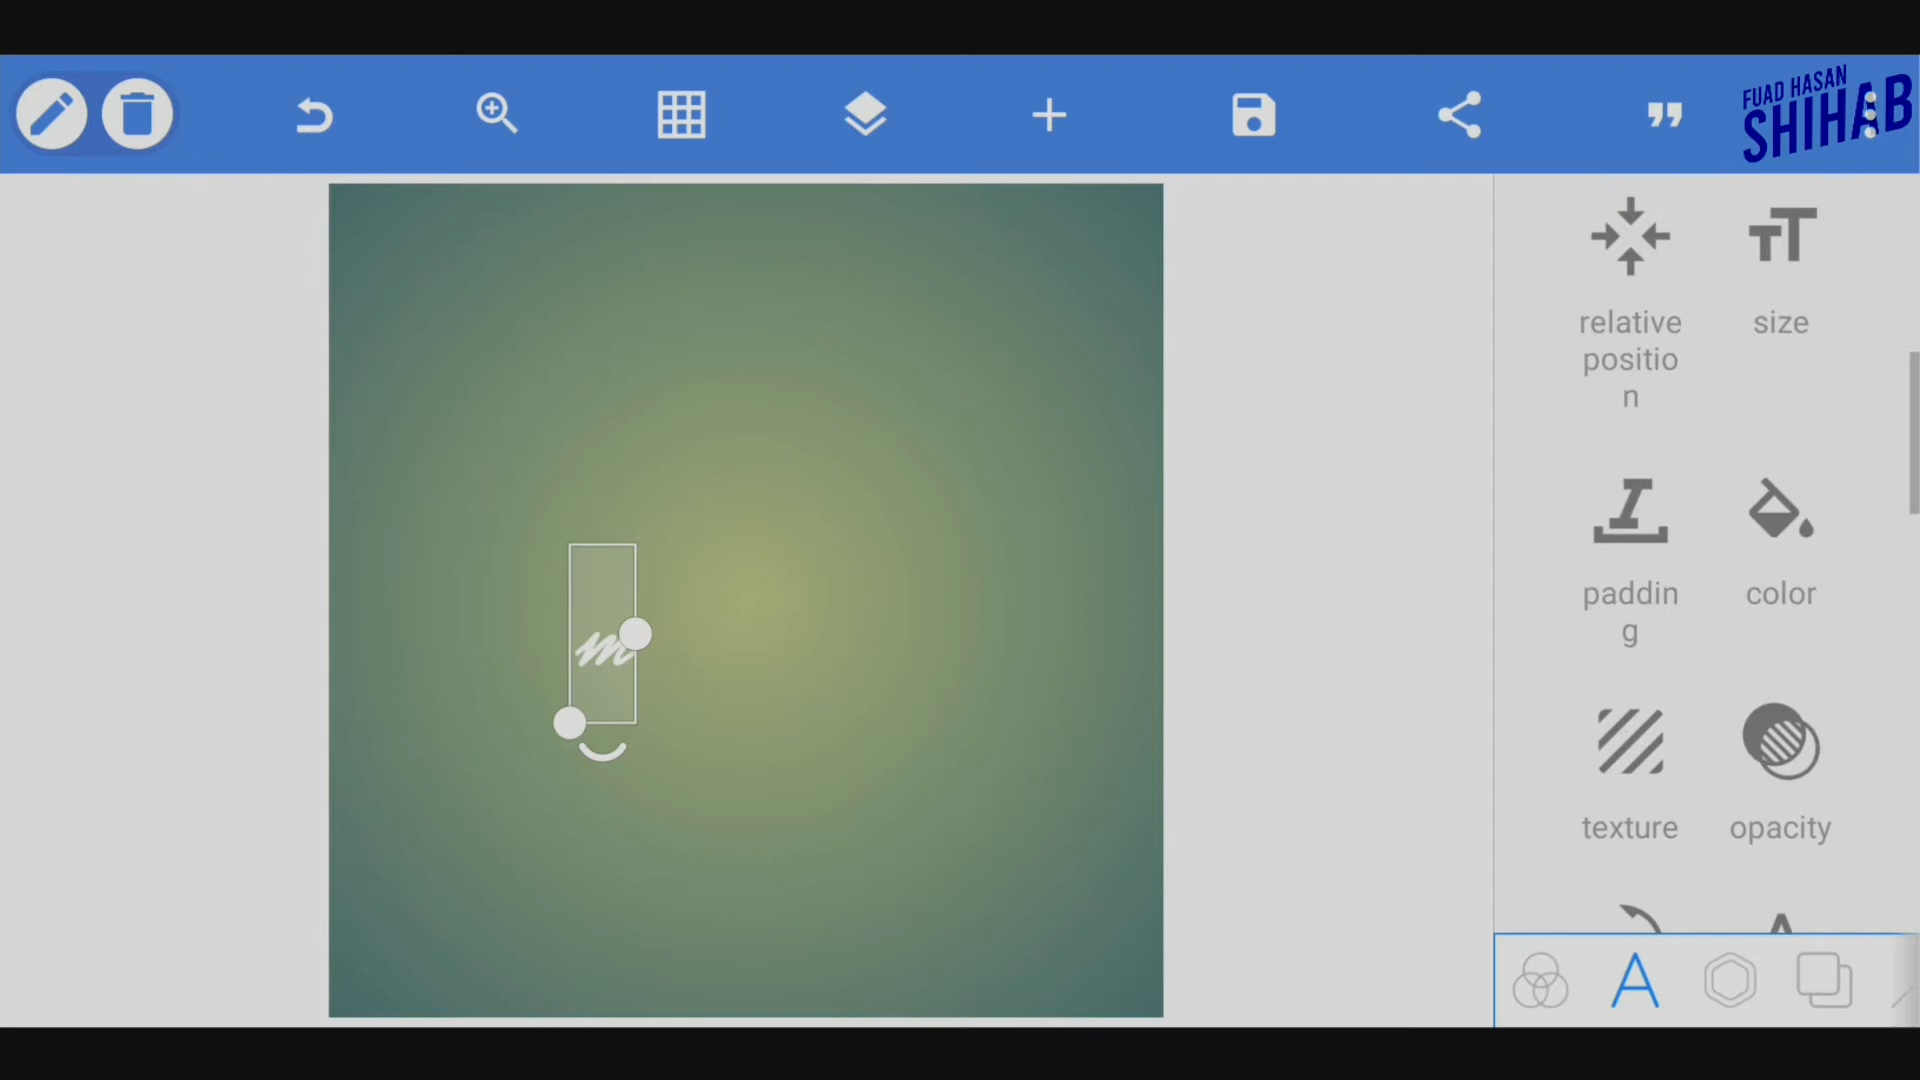 FUAD HASAN
SHIHAB
relative
positio
n
size
paddin
g
color
texture
opacity
m